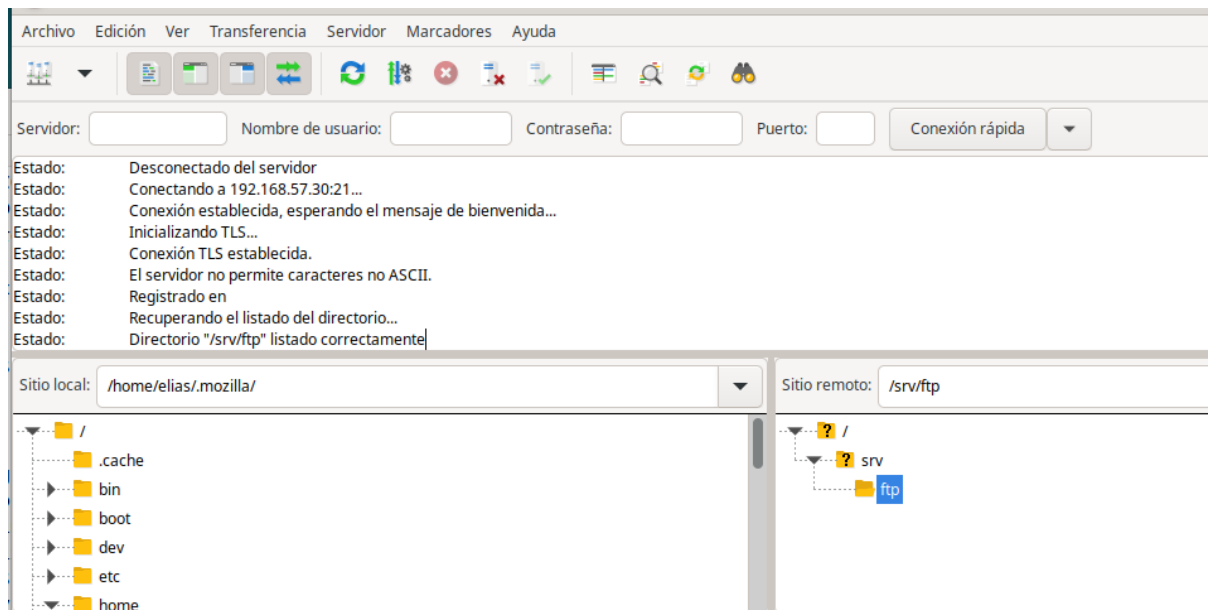 Archivo Edición Ver Transferencia Servidor Marcadores Ayuda
Servidor: Nombre de usuario: Contraseña: Puerto: Conexión rápida
Estado: Desconectado del servidor
Estado: Conectando a 192.168.57.30:21...
Estado: Conexión establecida, esperando el mensaje de bienvenida...
Estado: Inicializando TLS...
Estado: Conexión TLS establecida.
Estado: El servidor no permite caracteres no ASCII.
Estado: Registrado en
Estado: Recuperando el listado del directorio...
Estado: Directorio "/srv/ftp" listado correctamente
Sitio local: /home/elias/.mozilla/
/
.cache
bin
boot
dev
etc
home
Sitio remoto: /srv/ftp
/
srv
ftp